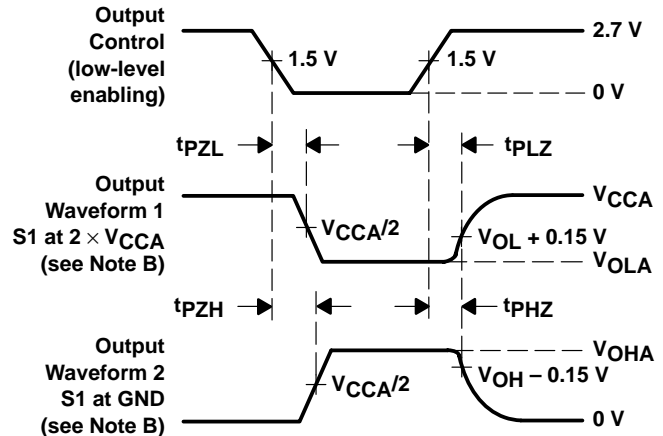 Output
Control
(low-level
enabling)
2.7 V
1.5 V
1.5 V
0 V
tPZL
tPLZ
Output
Waveform 1
S1 at 2 × VCCA
(see Note B)
VCCA
VCCA/2
VOL + 0.15 V
VOLA
tPZH
tPHZ
Output
Waveform 2
S1 at GND
(see Note B)
VOHA
VCCA/2
VOH − 0.15 V
0 V